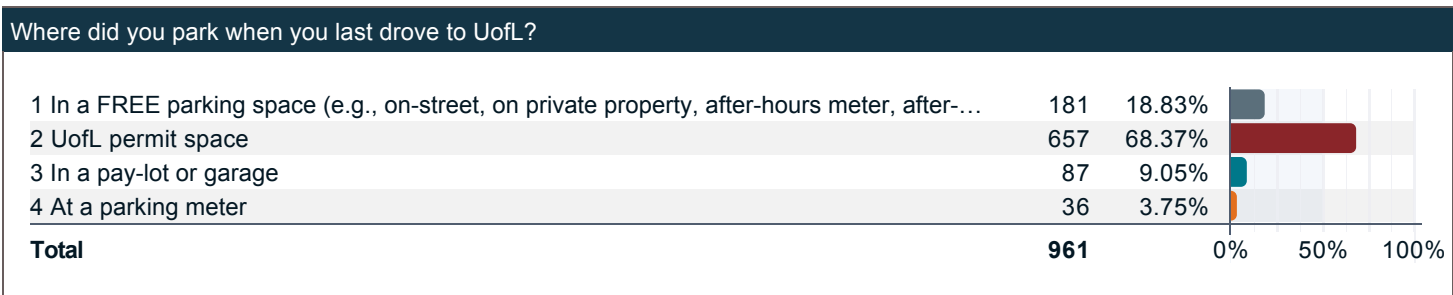 Where did you park when you last drove to UofL?
1 In a FREE parking space (e.g., on-street, on private property, after-hours meter, after-… 181 18.83%
2 UofL permit space 657 68.37%
3 In a pay-lot or garage 87 9.05%
4 At a parking meter 36 3.75%
Total 961 0% 50% 100%